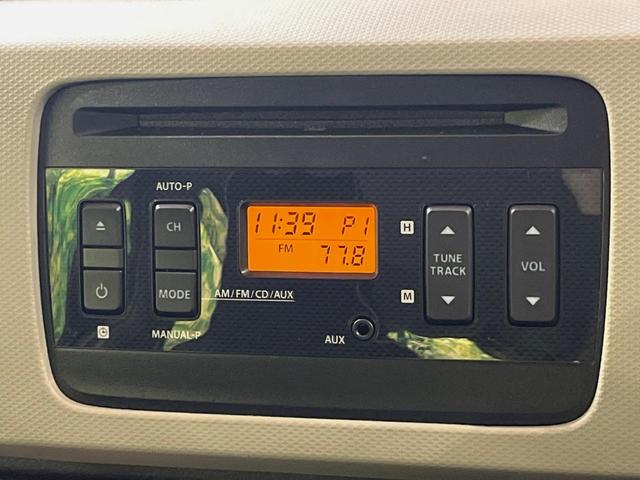 AUTO-P
CH
MODE
MANUAL-P
11:39 P1
FM 77.8
AM/FM/CD/AUX
AUX
H
M
TUNE
TRACK
VOL